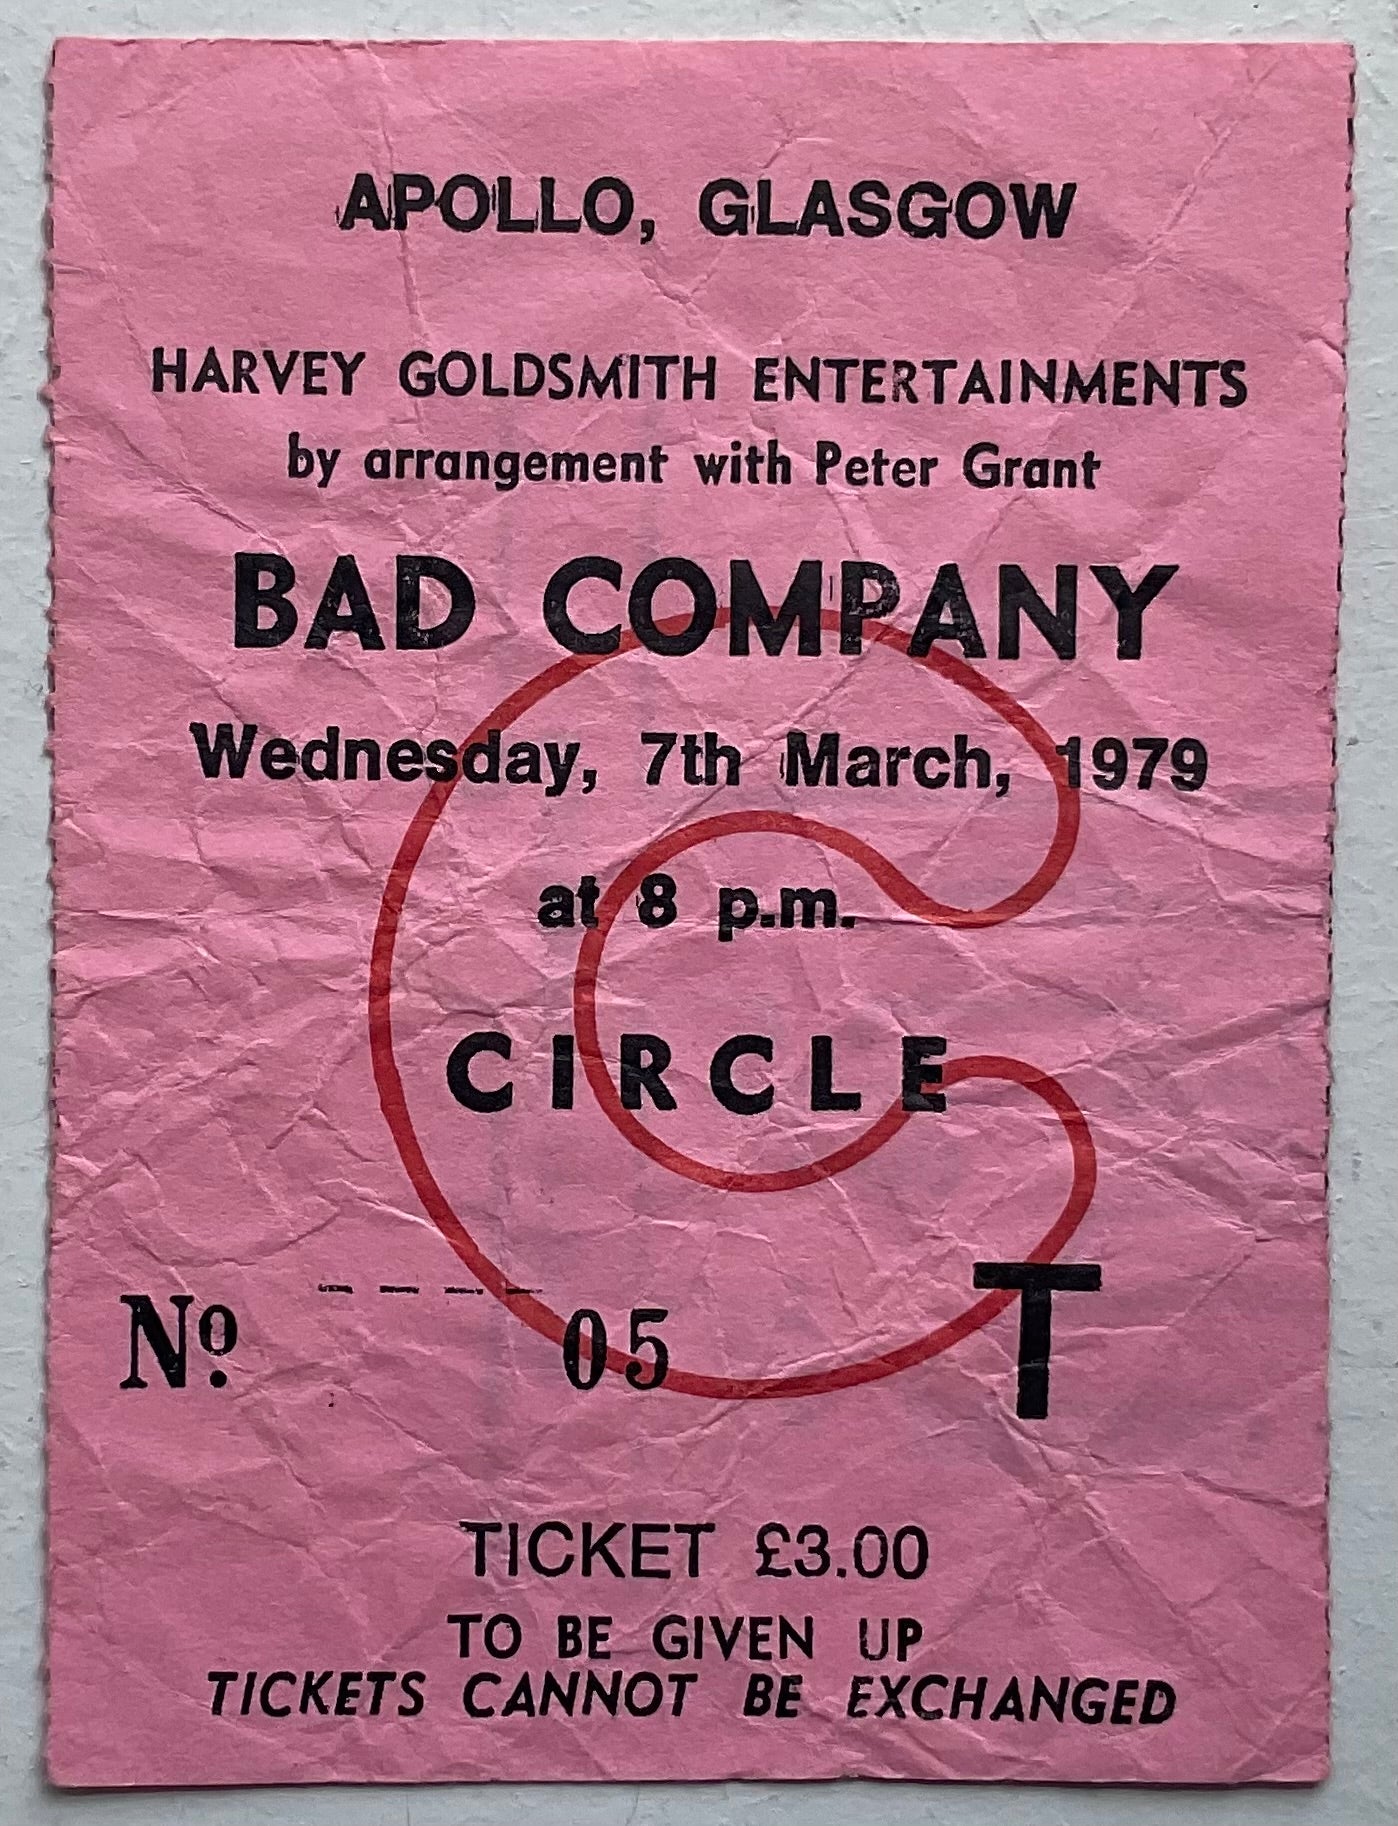 APOLLO, GLASGOW
HARVEY GOLDSMITH ENTERTAINMENTS
by arrangement with Peter Grant
BAD COMPANY
Wednesday, 7th March, 1979
at 8 p.m.
CIRCLE
C
Nº 05 T
TICKET £3.00
TO BE GIVEN UP
TICKETS CANNOT BE EXCHANGED